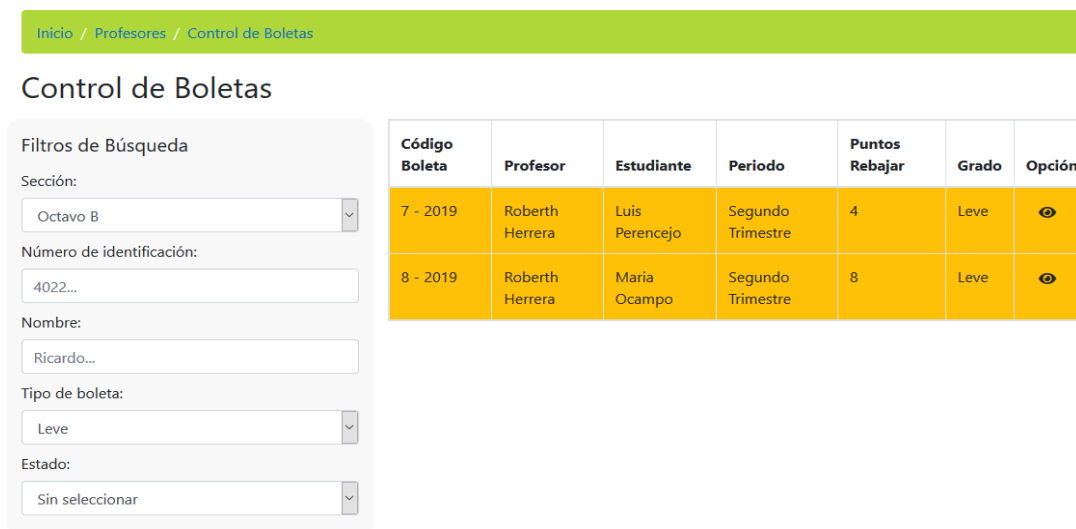 Inicio / Profesores / Control de Boletas
Control de Boletas
Filtros de Búsqueda
Sección:
Octavo B
Número de identificación:
4022...
Nombre:
Ricardo...
Tipo de boleta:
Leve
Estado:
Sin seleccionar
Código Boleta Profesor Estudiante Periodo Puntos Rebajar Grado Opción
7 - 2019 Roberth Herrera Luis Perencejo Segundo Trimestre 4 Leve
8 - 2019 Roberth Herrera Maria Ocampo Segundo Trimestre 8 Leve